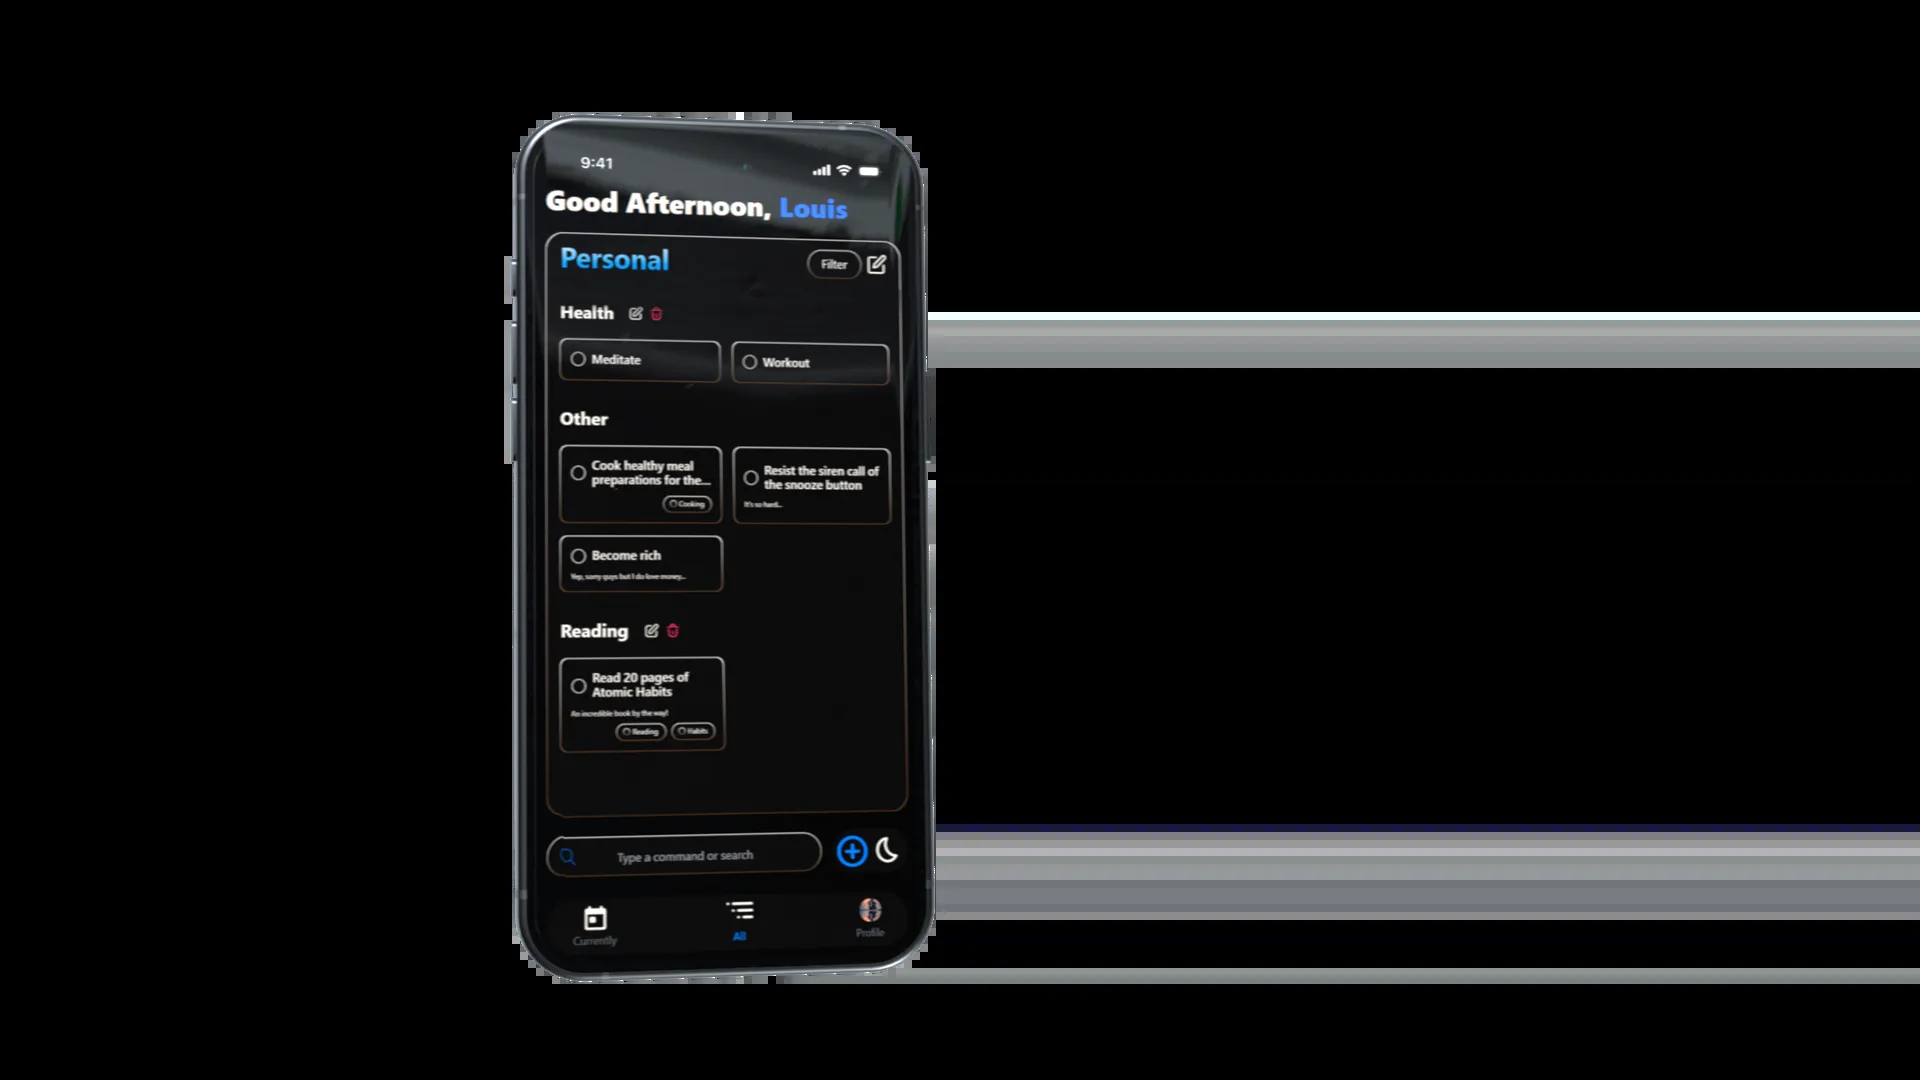 9:41
Good Afternoon, Louis
Personal
Filter
Health
Meditate
Workout
Other
Cook healthy meal
preparations for the...
Cooking
Resist the siren call of
the snooze button
It's so hard...
Become rich
Yep, sorry guys but I do love money...
Reading
Read 20 pages of
Atomic Habits
An incredible book by the way!
Reading
Habits
Type a command or search
Currently
All
Profile